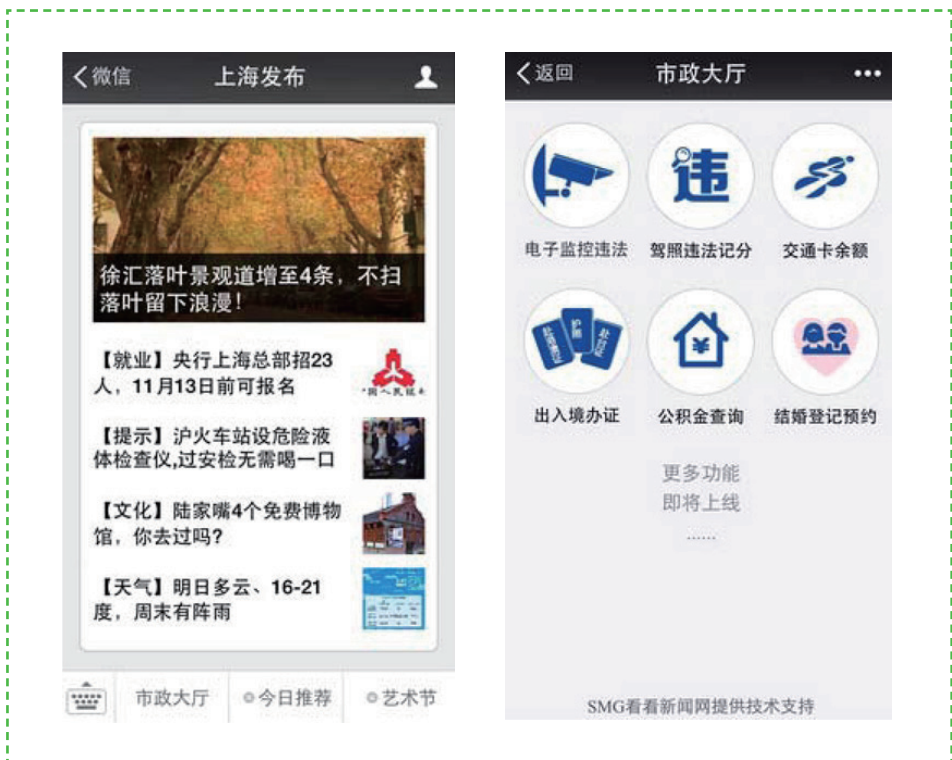 微信
上海发布
徐汇落叶景观道增至4条，不扫
落叶留下浪漫！
【就业】央行上海总部招23
人，11月13日前可报名
【提示】沪火车站设危险液
体检查仪,过安检无需喝一口
【文化】陆家嘴4个免费博物
馆，你去过吗?
【天气】明日多云、16-21
度，周末有阵雨
市政大厅
今日推荐
艺术节
返回
市政大厅
违
电子监控违法
驾照违法记分
交通卡余额
护照
¥
出入境办证
公积金查询
结婚登记预约
更多功能
即将上线
......
SMG看看新闻网提供技术支持